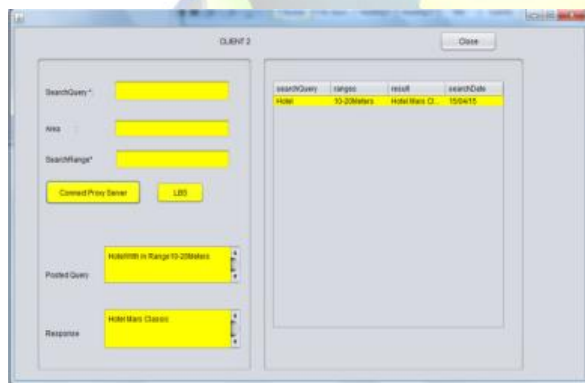 CLIENT 2
Close
SearchQuery *:
Area :
SearchRange*
Connect Proxy Server
LBS
Posted Query
HotelWith in Range10-20Meters
Response
Hotel Mars Classic
searchQuery ranges result searchDate
Hotel 10-20Meters Hotel Mars Cl... 15/04/15